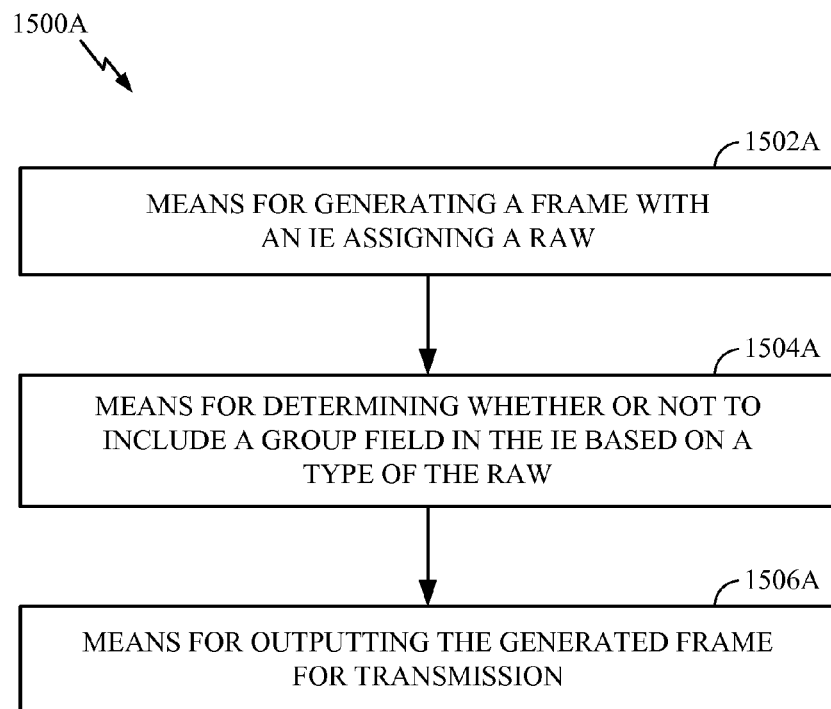 1500A
1502A
MEANS FOR GENERATING A FRAME WITH
AN IE ASSIGNING A RAW
1504A
MEANS FOR DETERMINING WHETHER OR NOT TO
INCLUDE A GROUP FIELD IN THE IE BASED ON A
TYPE OF THE RAW
1506A
MEANS FOR OUTPUTTING THE GENERATED FRAME
FOR TRANSMISSION